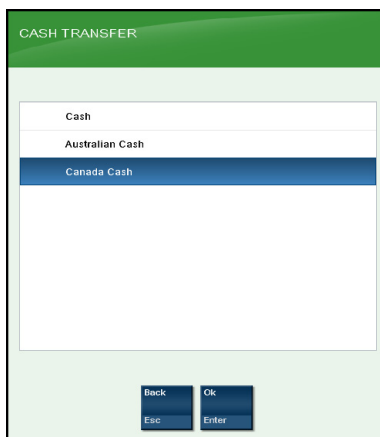 CASH TRANSFER
Cash
Australian Cash
Canada Cash
Back Ok
Esc Enter